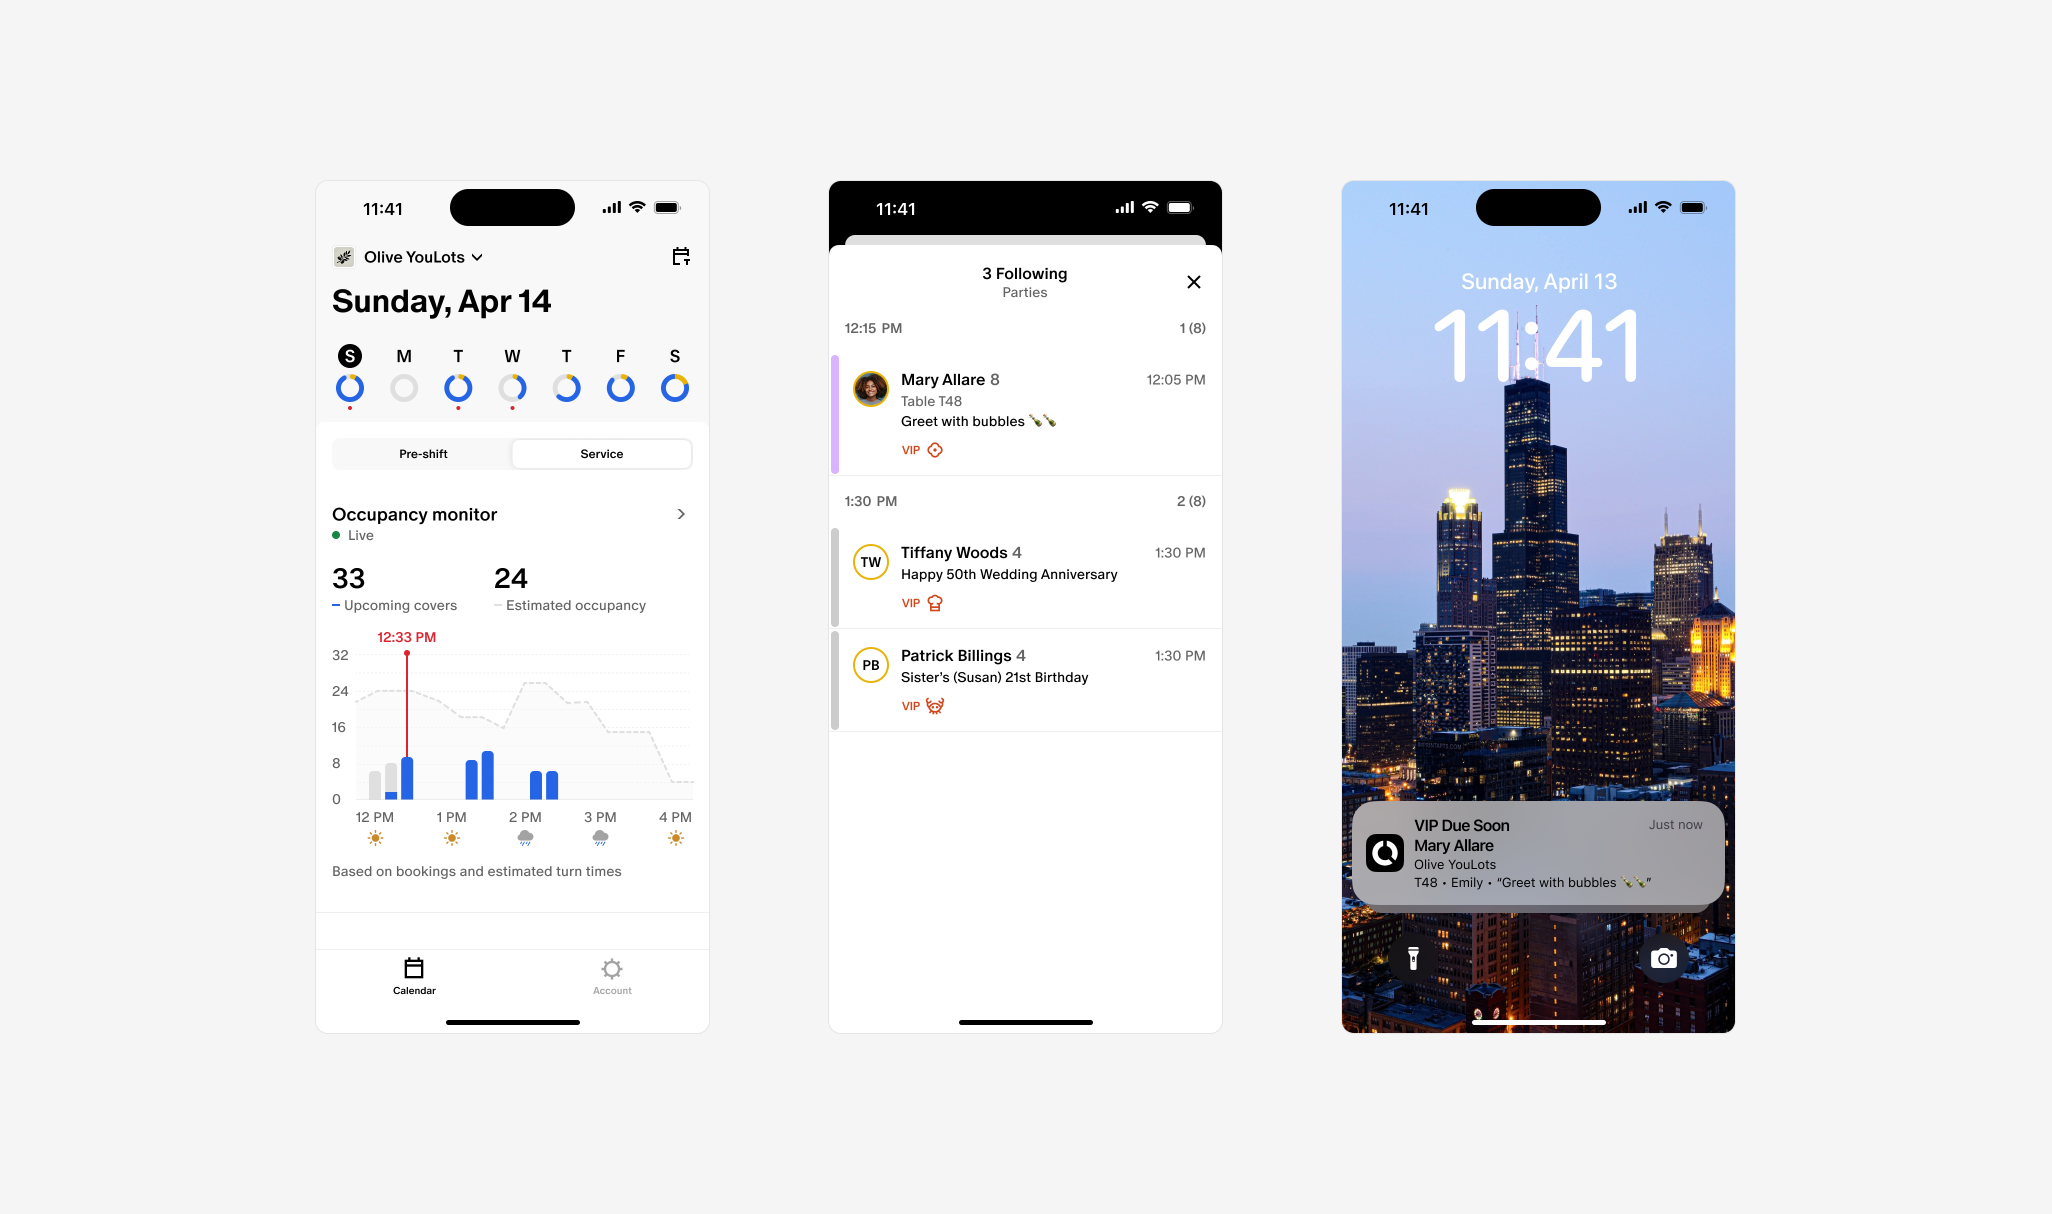 11:41
Olive YouLots
Sunday, Apr 14
S M T W T F S
Pre-shift Service
Occupancy monitor
Live
33 24
Upcoming covers Estimated occupancy
12:33 PM
32
24
16
8
0
12 PM 1 PM 2 PM 3 PM 4 PM
Based on bookings and estimated turn times
Calendar Account
11:41
3 Following
Parties
12:15 PM 1 (8)
Mary Allare 8 12:05 PM
Table T48
Greet with bubbles 🍾🍾
VIP
1:30 PM 2 (8)
TW
Tiffany Woods 4 1:30 PM
Happy 50th Wedding Anniversary
VIP
PB
Patrick Billings 4 1:30 PM
Sister’s (Susan) 21st Birthday
VIP
11:41
Sunday, April 13
11:41
VIP Due Soon Just now
Mary Allare
Olive YouLots
T48 • Emily • “Greet with bubbles 🍾🍾”